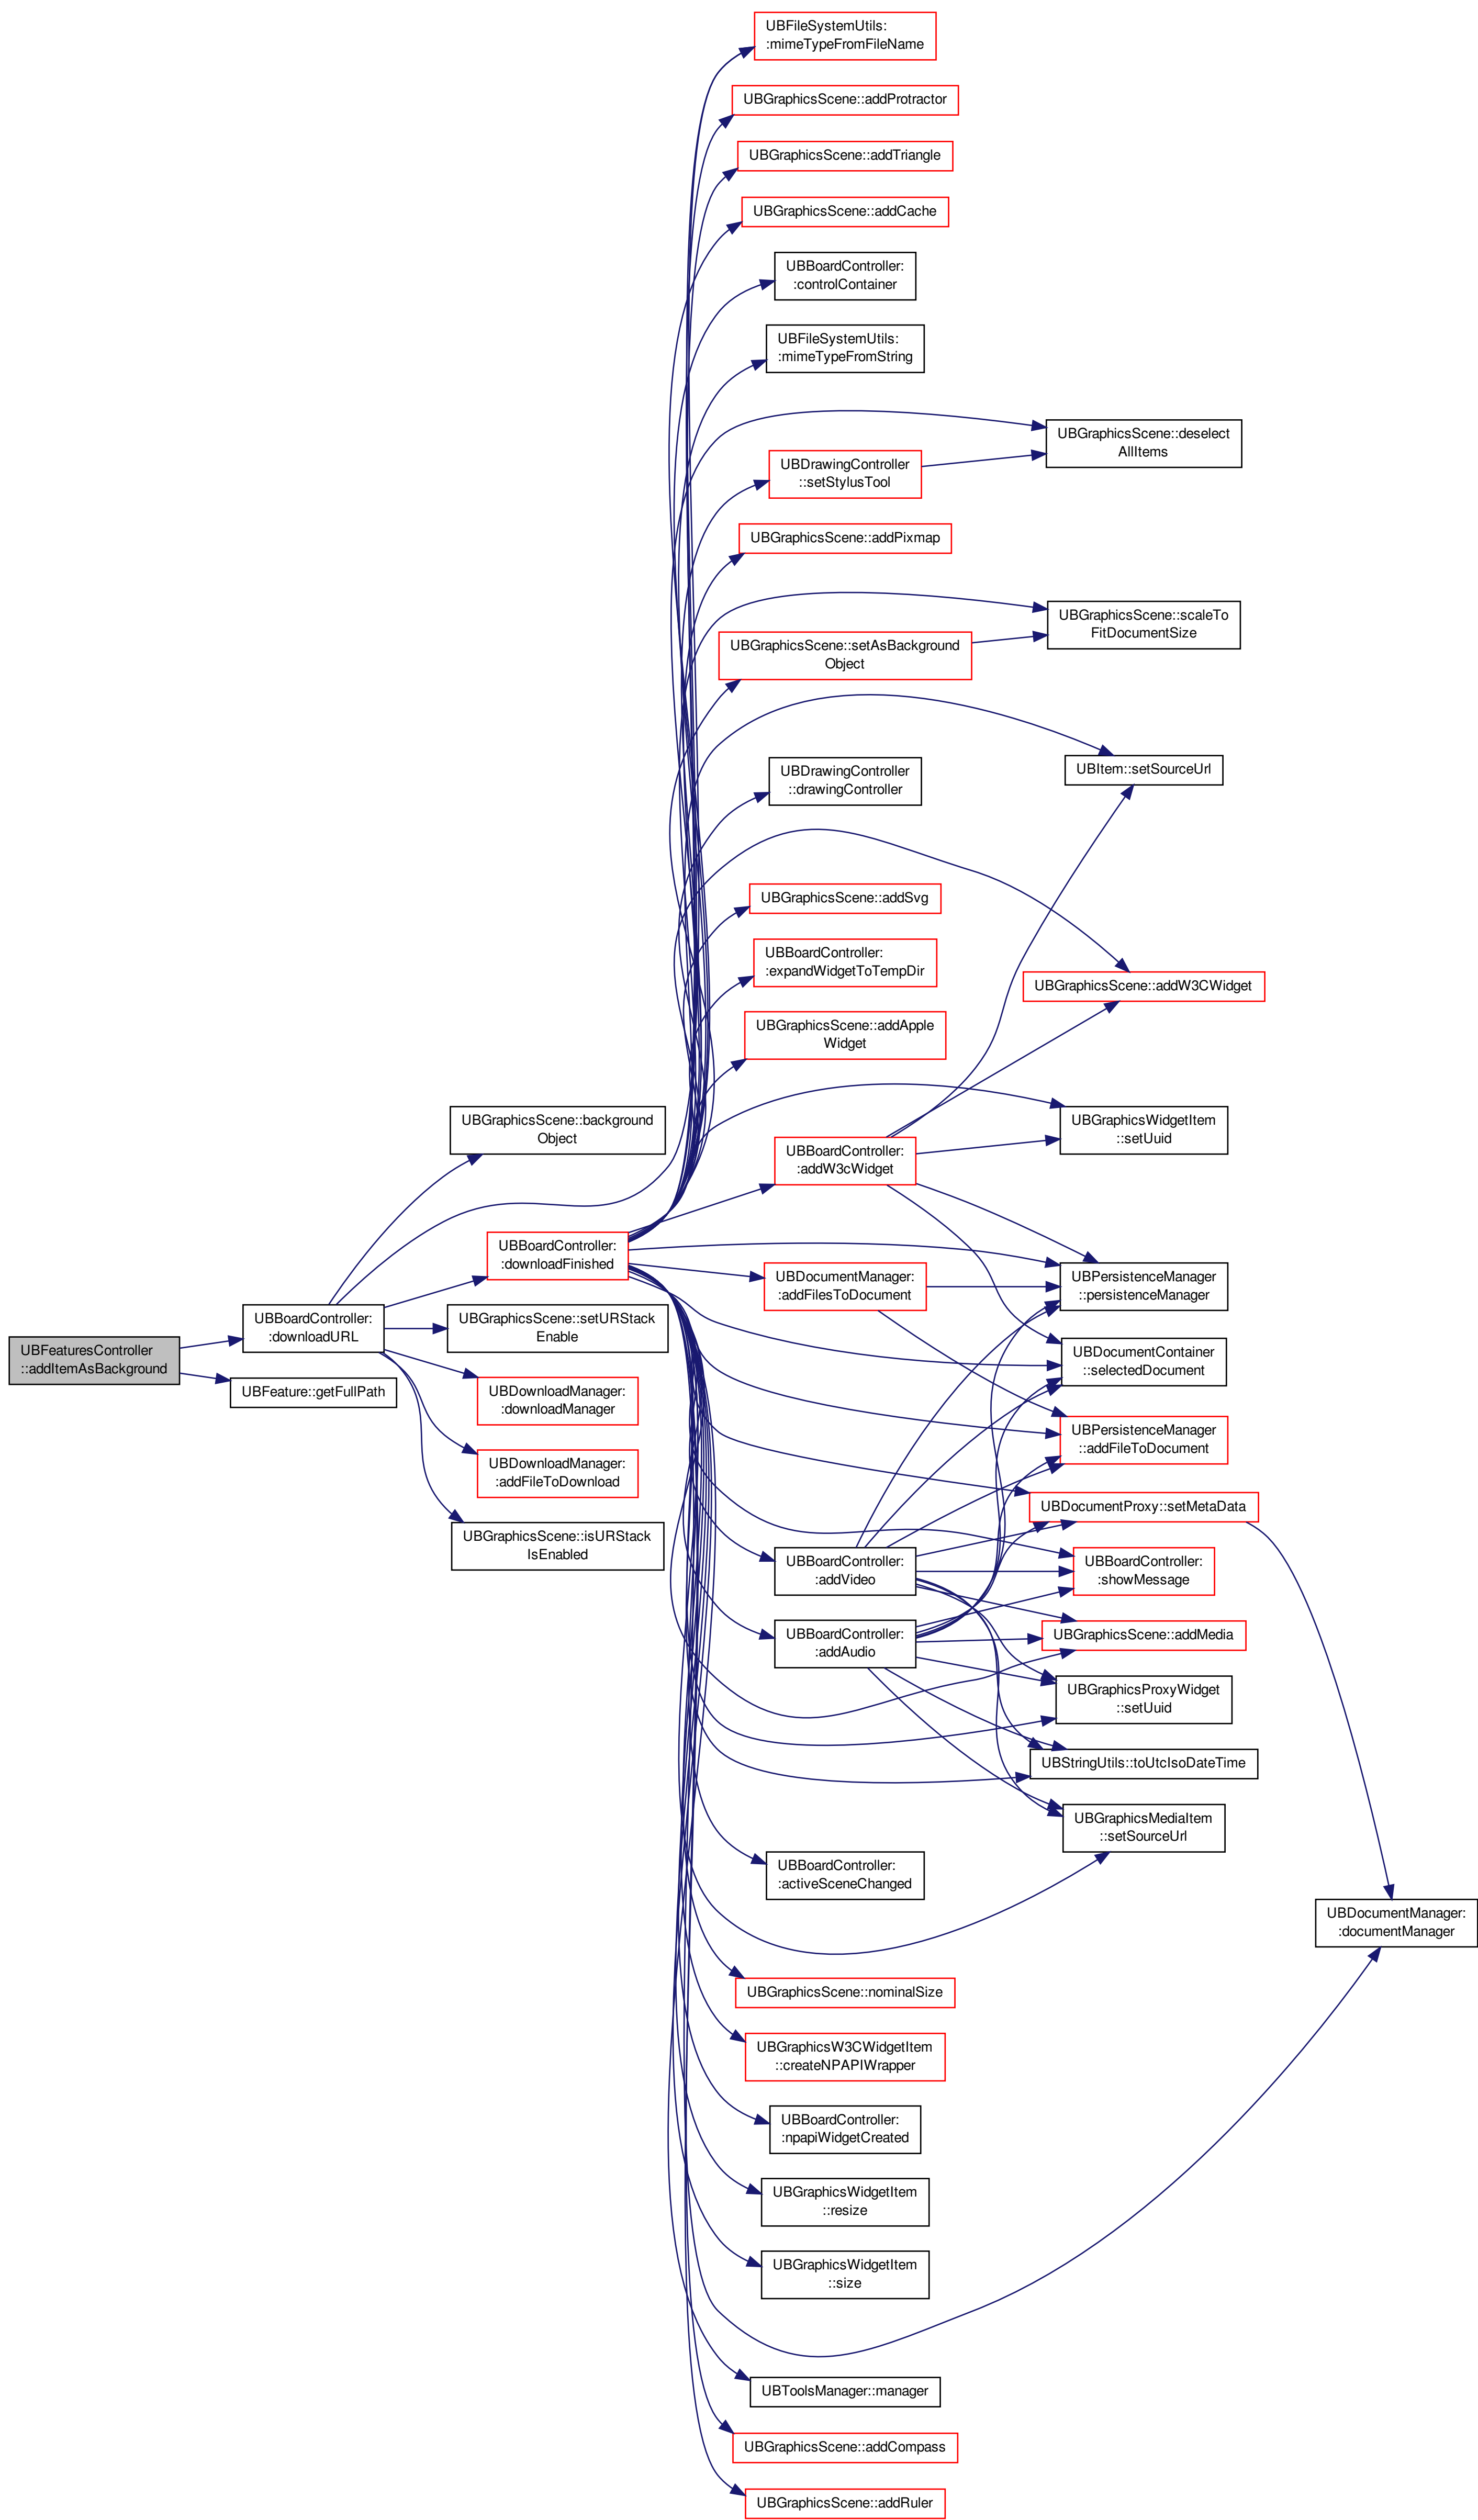 UBFileSystemUtils:
:mimeTypeFromFileName
UBGraphicsScene::addProtractor
UBGraphicsScene::addTriangle
UBGraphicsScene::addCache
UBBoardController:
:controlContainer
UBFileSystemUtils:
:mimeTypeFromString
UBGraphicsScene::deselect
AllItems
UBDrawingController
::setStylusTool
UBGraphicsScene::addPixmap
UBGraphicsScene::scaleTo
FitDocumentSize
UBGraphicsScene::setAsBackground
Object
UBItem::setSourceUrl
UBDrawingController
::drawingController
UBGraphicsScene::addSvg
UBBoardController:
:expandWidgetToTempDir
UBGraphicsScene::addW3CWidget
UBGraphicsScene::addApple
Widget
UBGraphicsScene::background
Object
UBGraphicsWidgetItem
::setUuid
UBBoardController:
:addW3cWidget
UBBoardController:
:downloadFinished
UBDocumentManager:
:addFilesToDocument
UBPersistenceManager
::persistenceManager
UBBoardController:
:downloadURL
UBGraphicsScene::setURStack
Enable
UBDocumentContainer
::selectedDocument
UBFeaturesController
::addItemAsBackground
UBFeature::getFullPath
UBDownloadManager:
:downloadManager
UBPersistenceManager
::addFileToDocument
UBDownloadManager:
:addFileToDownload
UBDocumentProxy::setMetaData
UBGraphicsScene::isURStack
IsEnabled
UBBoardController:
:addVideo
UBBoardController:
:showMessage
UBBoardController:
:addAudio
UBGraphicsScene::addMedia
UBGraphicsProxyWidget
::setUuid
UBStringUtils::toUtcIsoDateTime
UBGraphicsMediaItem
::setSourceUrl
UBBoardController:
:activeSceneChanged
UBDocumentManager:
:documentManager
UBGraphicsScene::nominalSize
UBGraphicsW3CWidgetItem
::createNPAPIWrapper
UBBoardController:
:npapiWidgetCreated
UBGraphicsWidgetItem
::resize
UBGraphicsWidgetItem
::size
UBToolsManager::manager
UBGraphicsScene::addCompass
UBGraphicsScene::addRuler